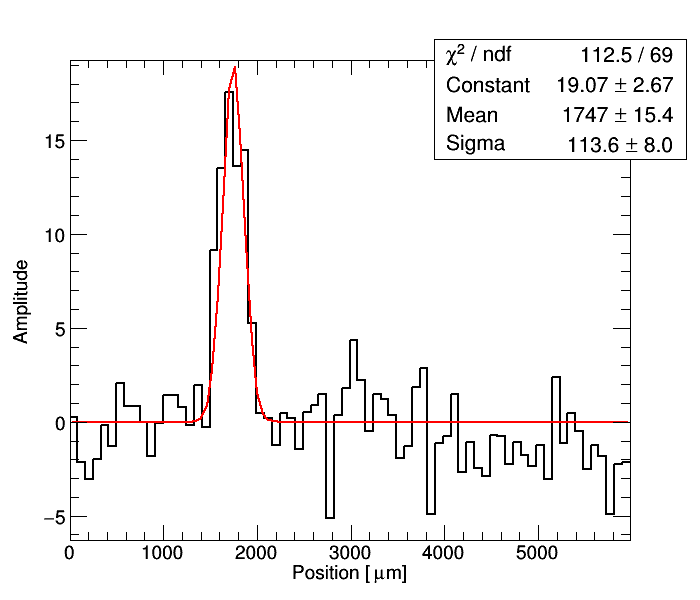 χ² / ndf 112.5 / 69
Constant 19.07 ± 2.67
Mean 1747 ± 15.4
Sigma 113.6 ± 8.0
Amplitude
15
10
5
0
−5
0 1000 2000 3000 4000 5000
Position [ μm]